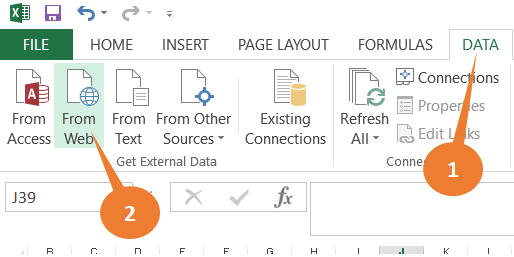 FILE HOME INSERT PAGE LAYOUT FORMULAS DATA
From Access
From Web
From Text
From Other Sources
Existing Connections
Refresh All
Connections
Properties
Edit Links
Get External Data
Connec
1
J39
fx
2
B C D E F G H I J K L